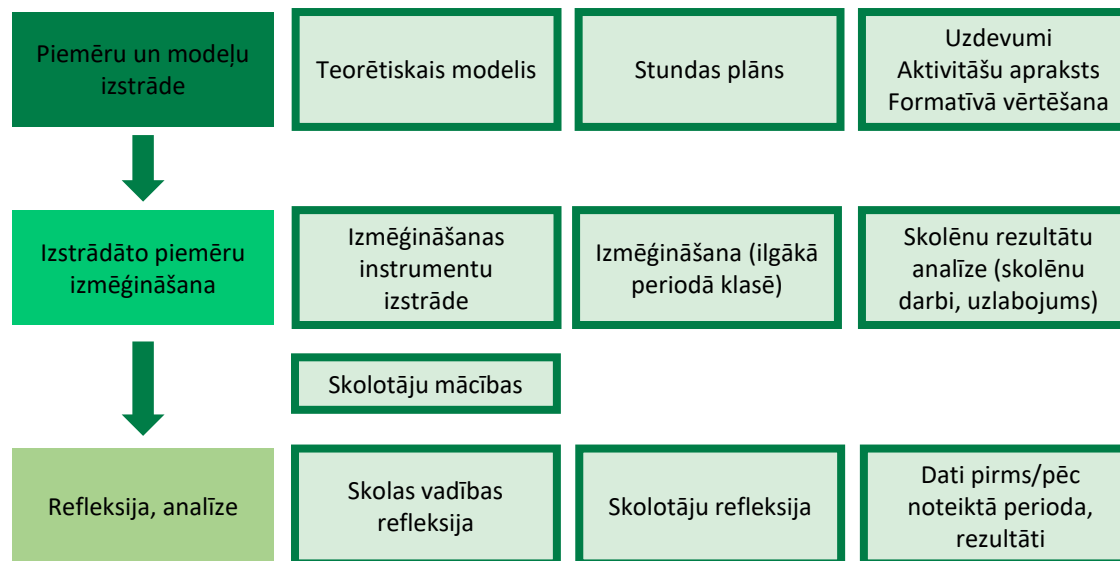 Piemēru un modeļu
izstrāde
Teorētiskais modelis
Stundas plāns
Uzdevumi
Aktivitāšu apraksts
Formatīvā vērtēšana
Izstrādāto piemēru
izmēģināšana
Izmēģināšanas
instrumentu
izstrāde
Izmēģināšana (ilgākā
periodā klasē)
Skolēnu rezultātu
analīze (skolēnu
darbi, uzlabojums)
Skolotāju mācības
Refleksija, analīze
Skolas vadības
refleksija
Skolotāju refleksija
Dati pirms/pēc
noteiktā perioda,
rezultāti